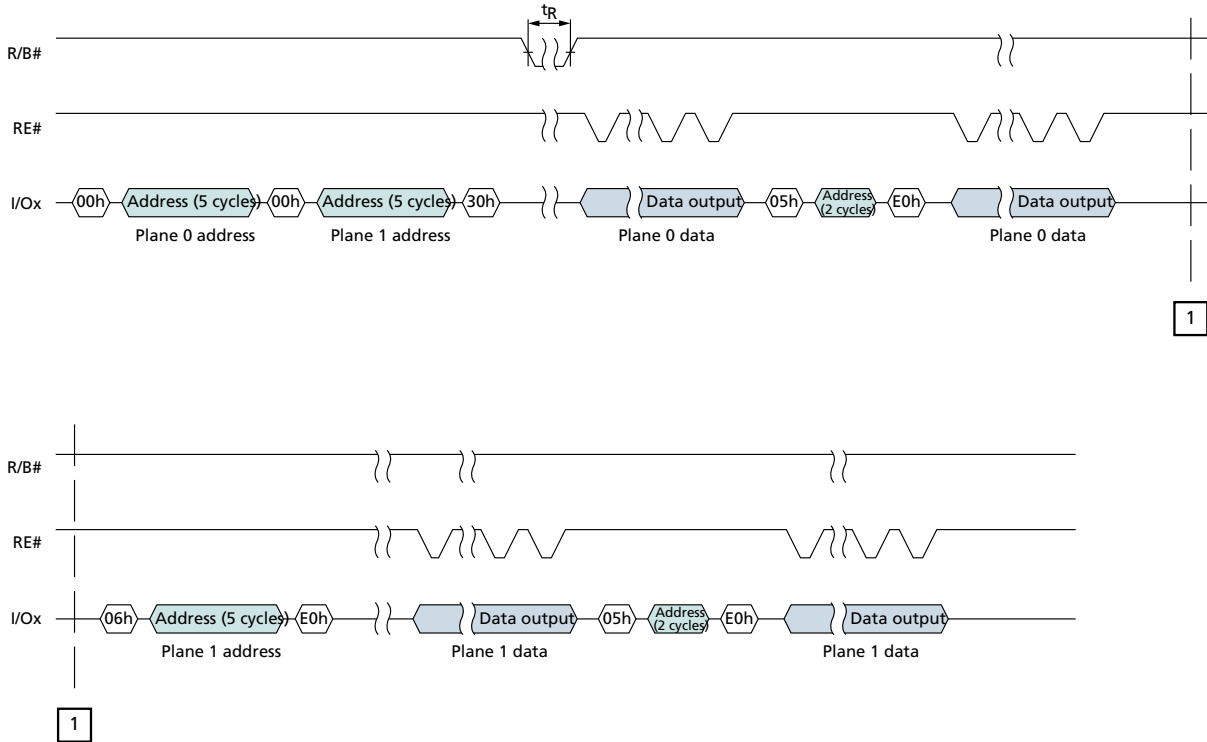 tR
R/B#
RE#
I/Ox 00h Address (5 cycles) 00h Address (5 cycles) 30h Data output 05h Address (2 cycles) E0h Data output
Plane 0 address Plane 1 address Plane 0 data Plane 0 data
1
R/B#
RE#
I/Ox 06h Address (5 cycles) E0h Data output 05h Address (2 cycles) E0h Data output
Plane 1 address Plane 1 data Plane 1 data
1